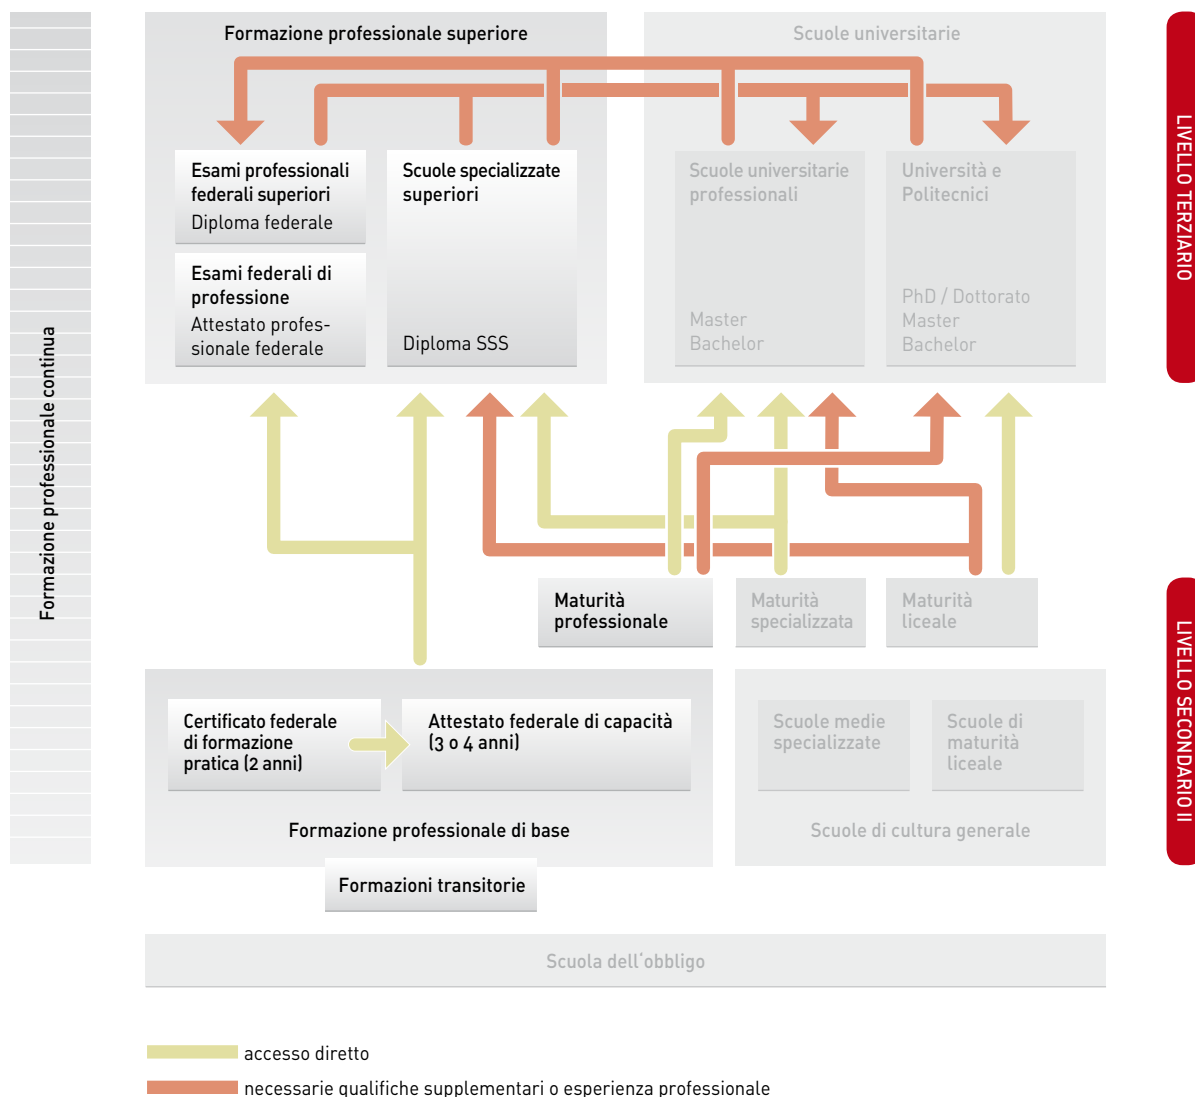 Formazione professionale superiore
Scuole universitarie
Esami professionali
federali superiori
Diploma federale
Scuole specializzate
superiori
Diploma SSS
Esami federali di
professione
Attestato profes-
sionale federale
Scuole universitarie
professionali
Master
Bachelor
Università e
Politecnici
PhD / Dottorato
Master
Bachelor
LIVELLO TERZIARIO
Formazione professionale continua
Maturità
professionale
Maturità
specializzata
Maturità
liceale
LIVELLO SECONDARIO II
Certificato federale
di formazione
pratica (2 anni)
Attestato federale di capacità
(3 o 4 anni)
Formazione professionale di base
Scuole medie
specializzate
Scuole di
maturità
liceale
Scuole di cultura generale
Formazioni transitorie
Scuola dell‘obbligo
accesso diretto
necessarie qualifiche supplementari o esperienza professionale